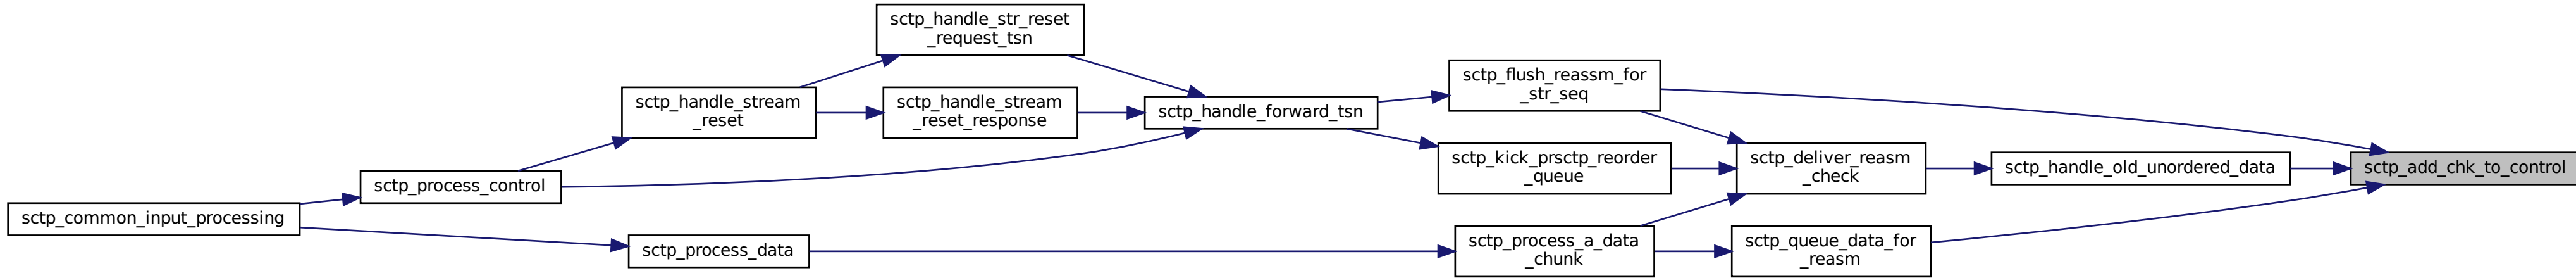 sctp_handle_str_reset
_request_tsn
sctp_flush_reassm_for
_str_seq
sctp_handle_stream
_reset
sctp_handle_stream
_reset_response
sctp_handle_forward_tsn
sctp_kick_prsctp_reorder
_queue
sctp_deliver_reasm
_check
sctp_handle_old_unordered_data
sctp_add_chk_to_control
sctp_process_control
sctp_common_input_processing
sctp_process_data
sctp_process_a_data
_chunk
sctp_queue_data_for
_reasm